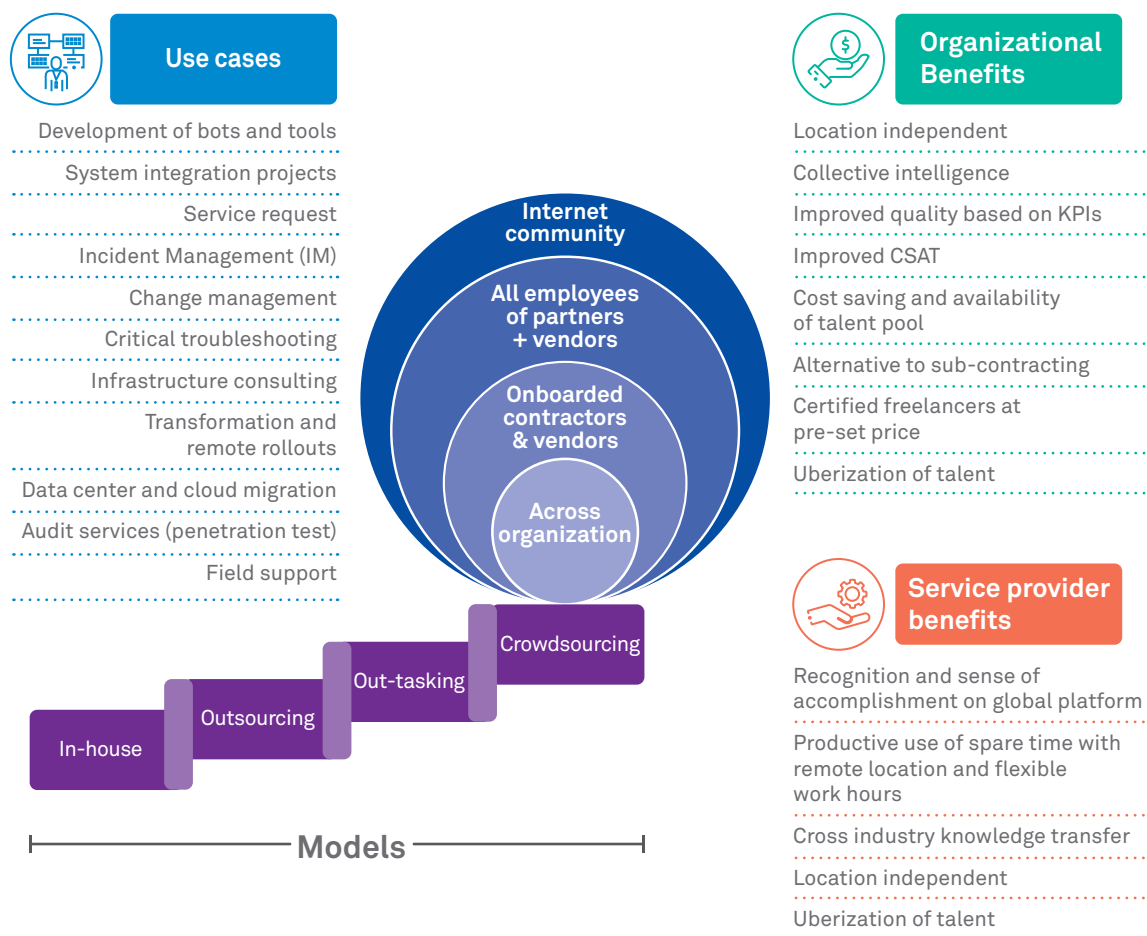 Use cases
Development of bots and tools
System integration projects
Service request
Incident Management (IM)
Change management
Critical troubleshooting
Infrastructure consulting
Transformation and
remote rollouts
Data center and cloud migration
Audit services (penetration test)
Field support
Internet
community
All employees
of partners
+ vendors
Onboarded
contractors
& vendors
Across
organization
Crowdsourcing
Out-tasking
Outsourcing
In-house
Models
$
Organizational
Benefits
Location independent
Collective intelligence
Improved quality based on KPIs
Improved CSAT
Cost saving and availability
of talent pool
Alternative to sub-contracting
Certified freelancers at
pre-set price
Uberization of talent
Service provider
benefits
Recognition and sense of
accomplishment on global platform
Productive use of spare time with
remote location and flexible
work hours
Cross industry knowledge transfer
Location independent
Uberization of talent